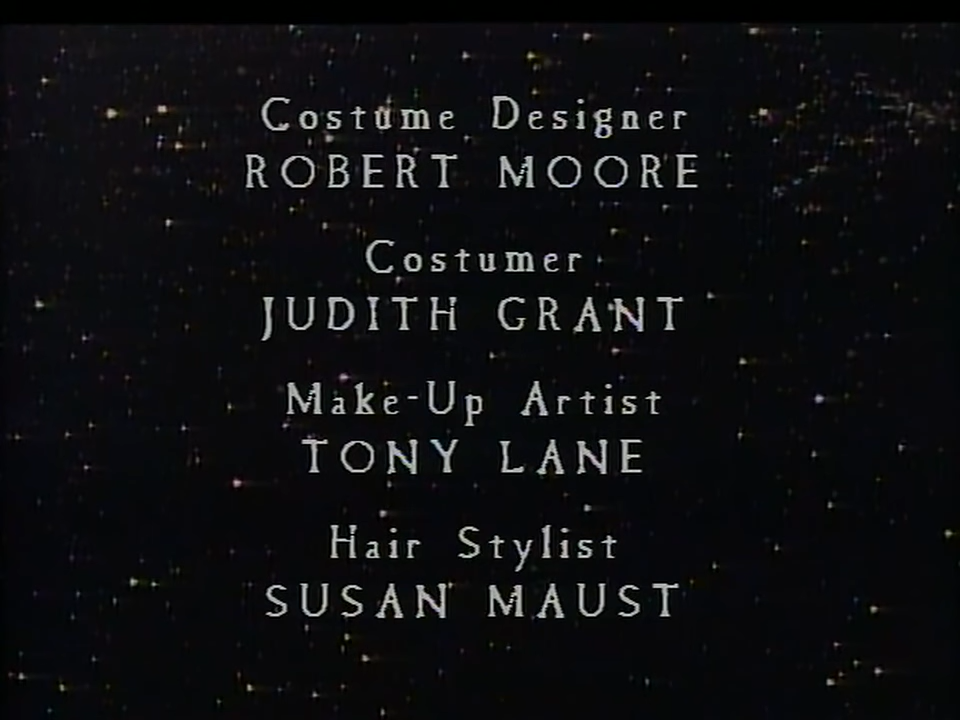 Costume Designer
ROBERT MOORE
Costumer
JUDITH GRANT
Make-Up Artist
TONY LANE
Hair Stylist
SUSAN MAUST